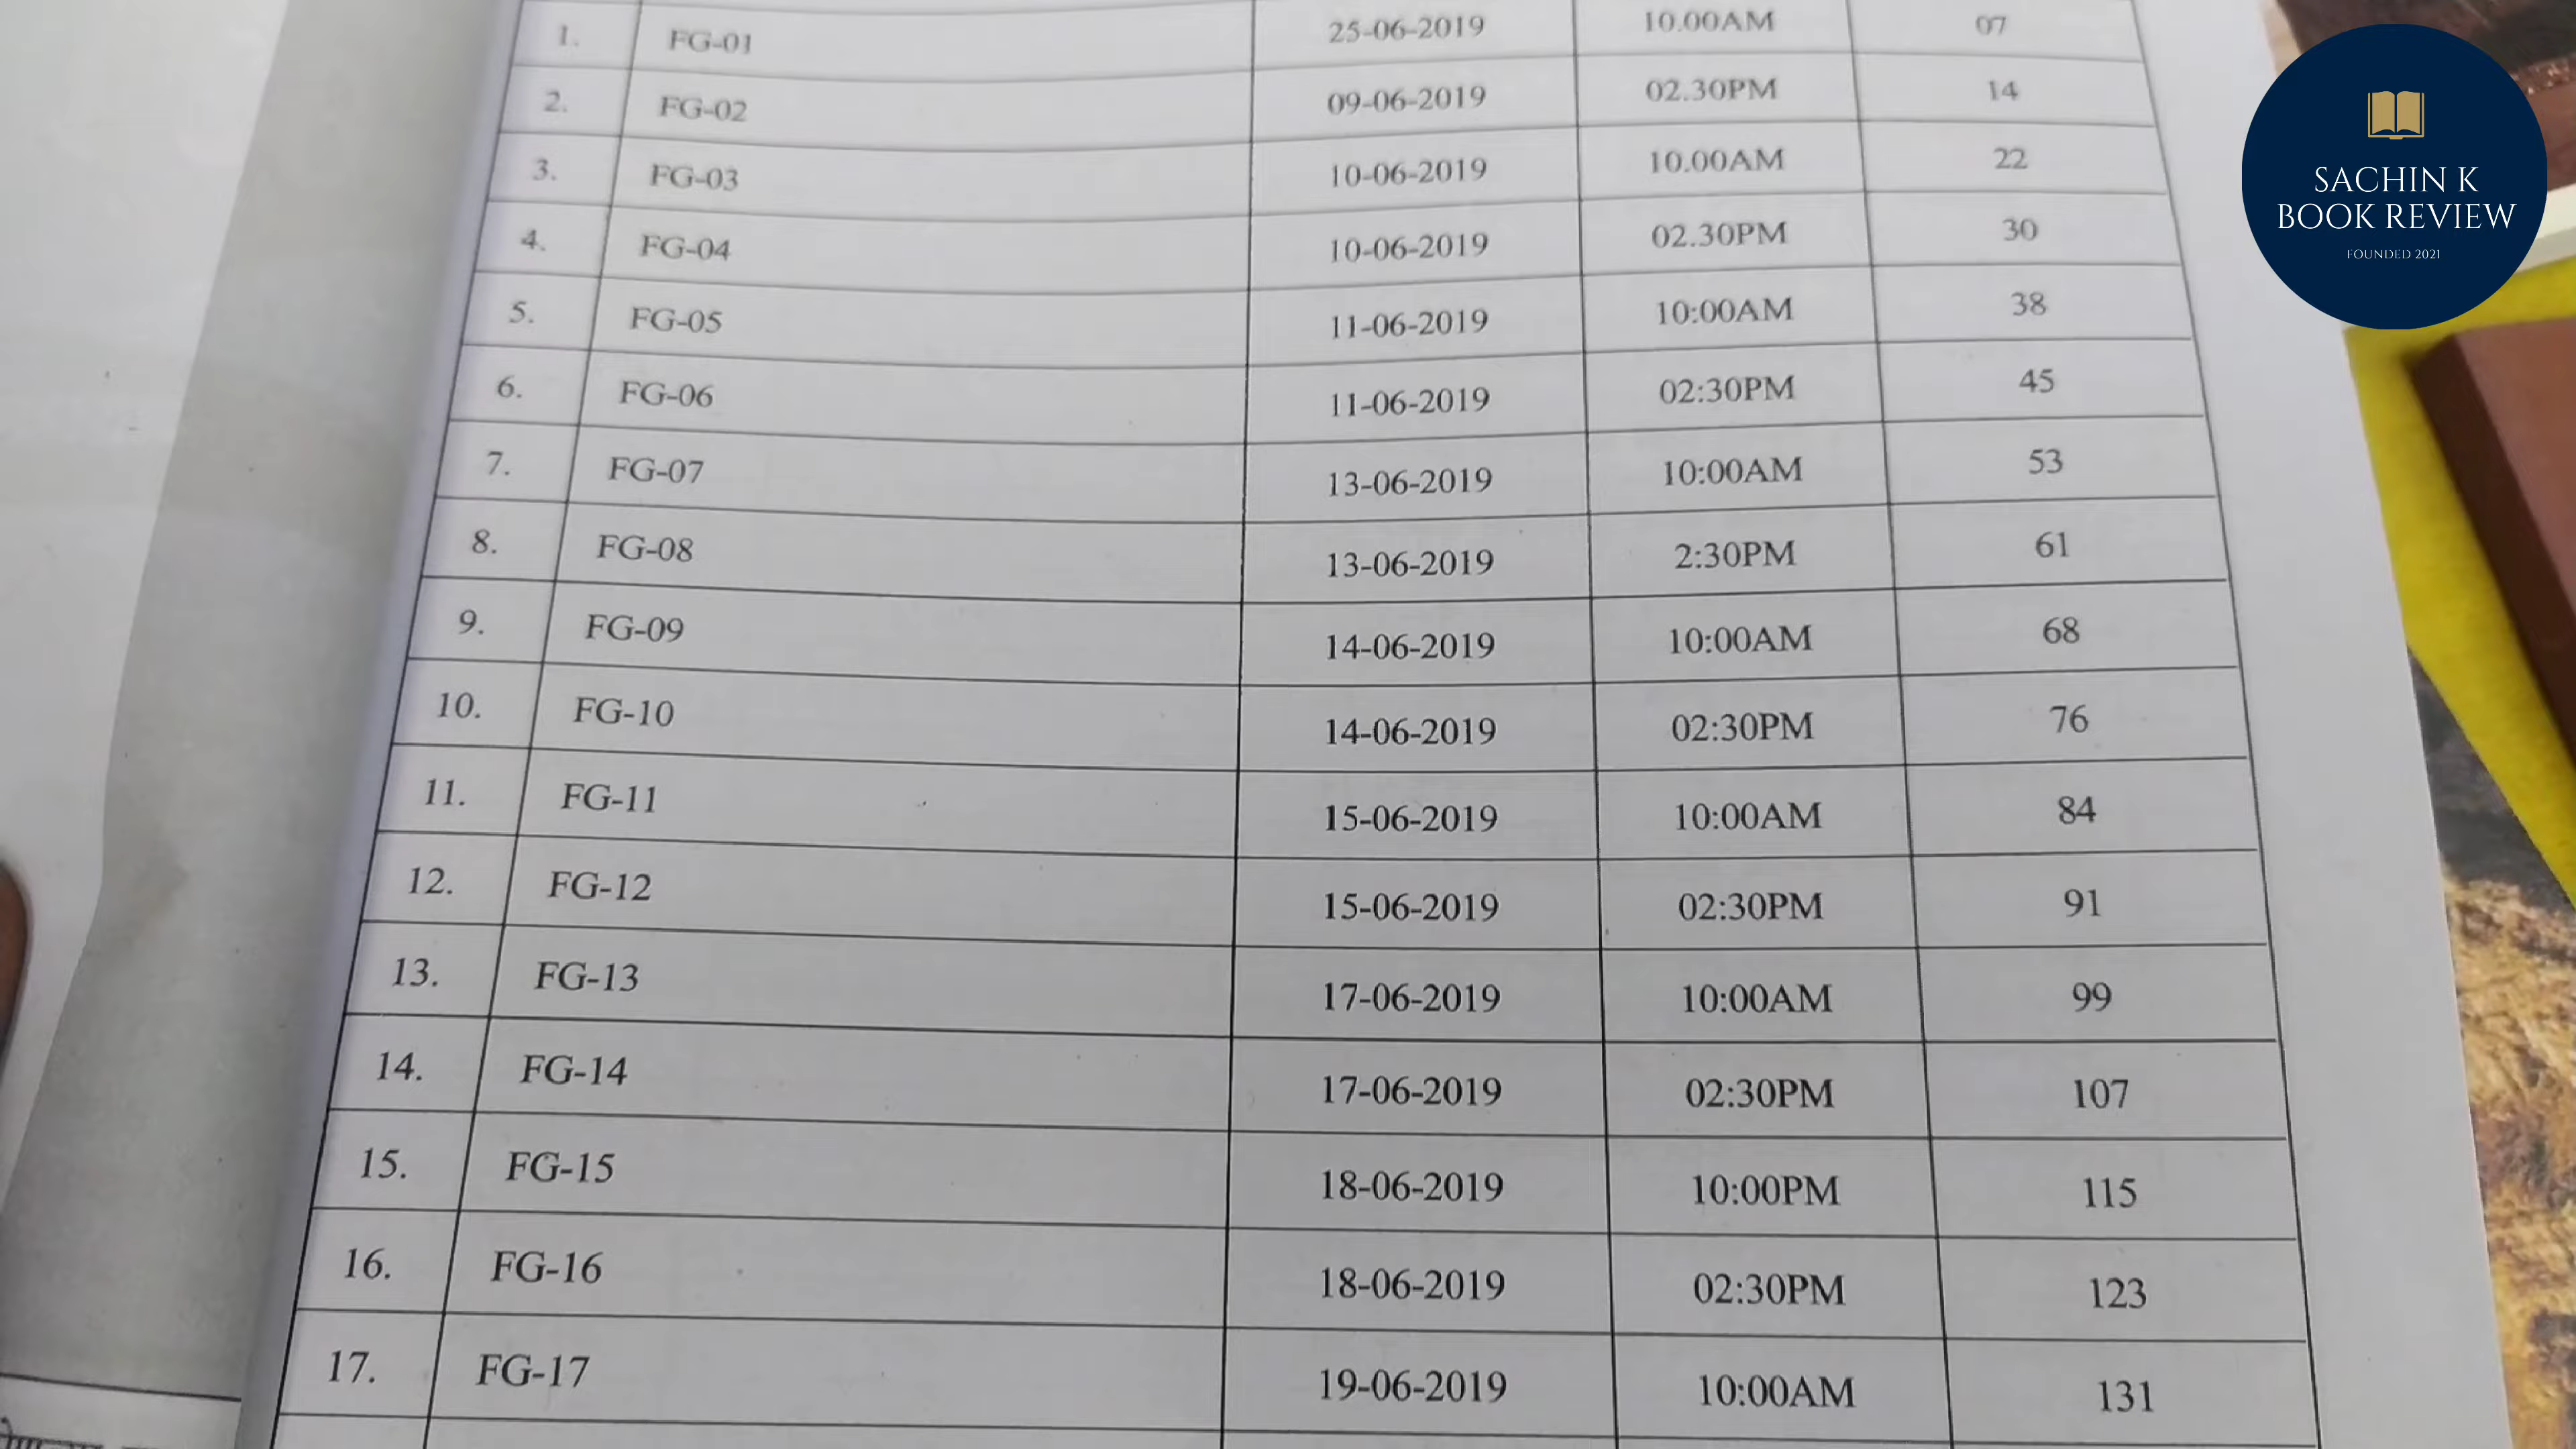 1. FG-01 25-06-2019 10.00AM 07
2. FG-02 09-06-2019 02.30PM 14
3. FG-03 10-06-2019 10.00AM 22
4. FG-04 10-06-2019 02.30PM 30
5. FG-05 11-06-2019 10:00AM 38
6. FG-06 11-06-2019 02:30PM 45
7. FG-07 13-06-2019 10:00AM 53
8. FG-08 13-06-2019 2:30PM 61
9. FG-09 14-06-2019 10:00AM 68
10. FG-10 14-06-2019 02:30PM 76
11. FG-11 15-06-2019 10:00AM 84
12. FG-12 15-06-2019 02:30PM 91
13. FG-13 17-06-2019 10:00AM 99
14. FG-14 17-06-2019 02:30PM 107
15. FG-15 18-06-2019 10:00PM 115
16. FG-16 18-06-2019 02:30PM 123
17. FG-17 19-06-2019 10:00AM 131
SACHIN K
BOOK REVIEW
FOUNDED 2021